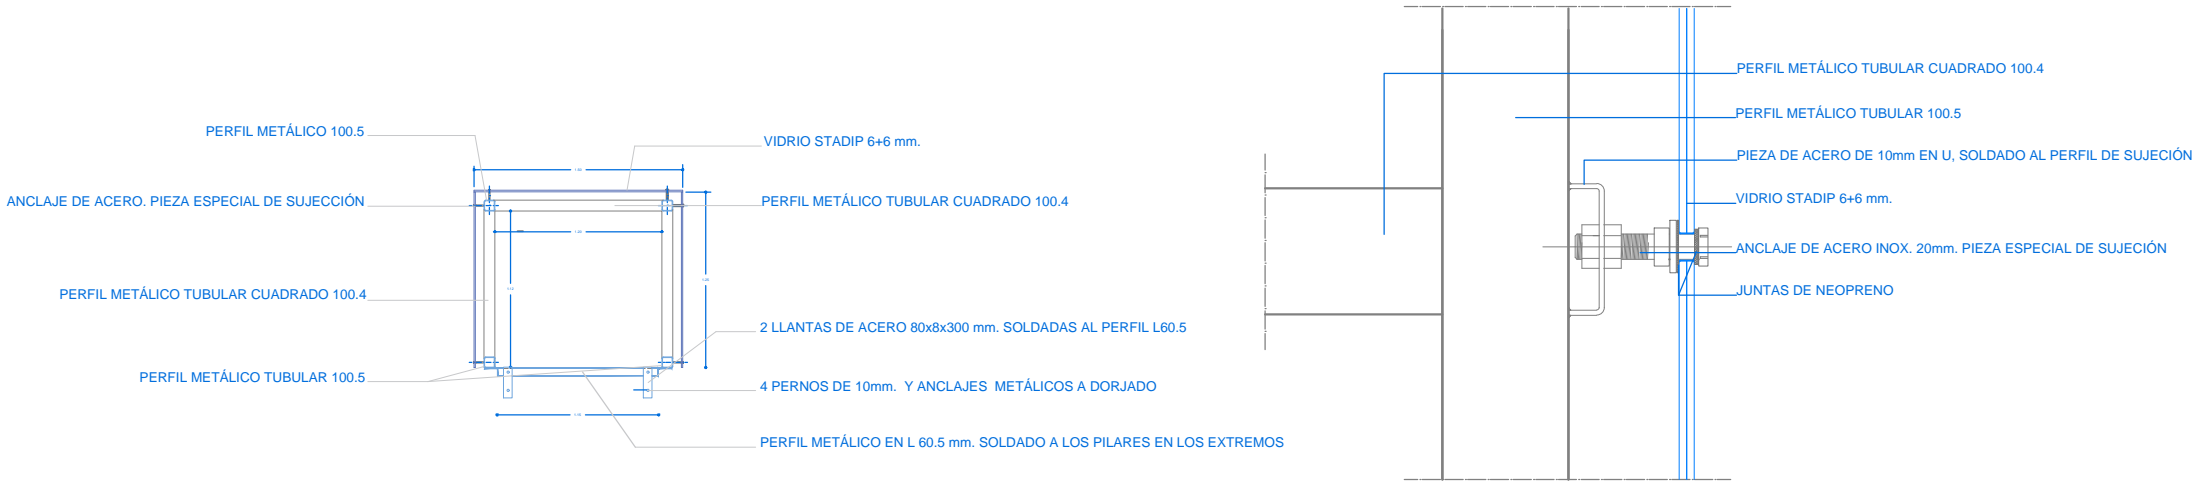 PERFIL METÁLICO 100.5
VIDRIO STADIP 6+6 mm.
ANCLAJE DE ACERO. PIEZA ESPECIAL DE SUJECCIÓN
PERFIL METÁLICO TUBULAR CUADRADO 100.4
PERFIL METÁLICO TUBULAR CUADRADO 100.4
2 LLANTAS DE ACERO 80x8x300 mm. SOLDADAS AL PERFIL L60.5
PERFIL METÁLICO TUBULAR 100.5
4 PERNOS DE 10mm. Y ANCLAJES METÁLICOS A DORJADO
PERFIL METÁLICO EN L 60.5 mm. SOLDADO A LOS PILARES EN LOS EXTREMOS
PERFIL METÁLICO TUBULAR CUADRADO 100.4
PERFIL METÁLICO TUBULAR 100.5
PIEZA DE ACERO DE 10mm EN U, SOLDADO AL PERFIL DE SUJECIÓN
VIDRIO STADIP 6+6 mm.
ANCLAJE DE ACERO INOX. 20mm. PIEZA ESPECIAL DE SUJECIÓN
JUNTAS DE NEOPRENO